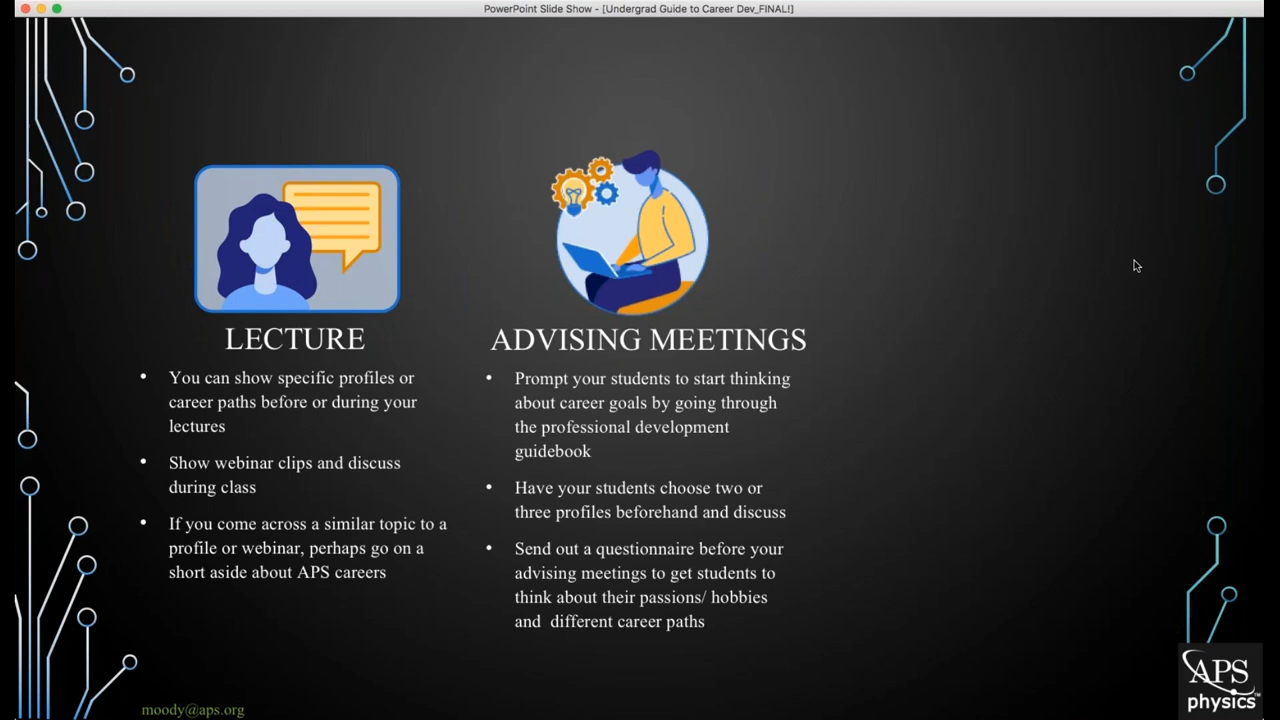 PowerPoint Slide Show - [Undergrad Guide to Career Dev_FINAL!]
LECTURE
• You can show specific profiles or
career paths before or during your
lectures
• Show webinar clips and discuss
during class
• If you come across a similar topic to a
profile or webinar, perhaps go on a
short aside about APS careers
ADVISING MEETINGS
• Prompt your students to start thinking
about career goals by going through
the professional development
guidebook
• Have your students choose two or
three profiles beforehand and discuss
• Send out a questionnaire before your
advising meetings to get students to
think about their passions/ hobbies
and  different career paths
moody@aps.org
APS
physics™